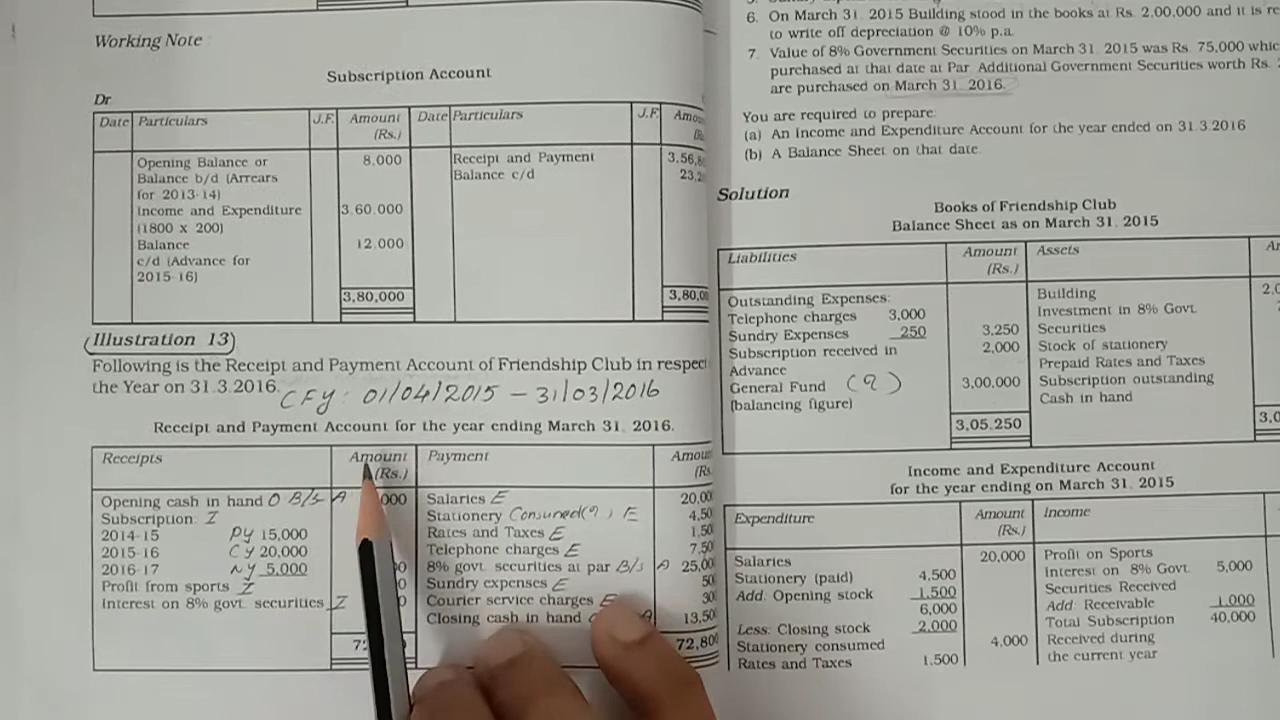 Working Note
Subscription Account
Dr
Date Particulars J.F. Amount (Rs.) Date Particulars J.F.
Opening Balance or 8,000 Receipt and Payment
Balance b/d (Arrears Balance c/d
for 2013-14)
Income and Expenditure 3,60,000
(1800 x 200)
Balance 12,000
c/d (Advance for
2015-16)
3,80,000
Illustration 13
Following is the Receipt and Payment Account of Friendship Club in
the Year on 31.3.2016. CFY: 01/04/2015 - 31/03/2016
Receipt and Payment Account for the year ending March 31, 2016.
Receipts Amount (Rs.) Payment
Opening cash in hand O B/S A Salaries E
Subscription: I Stationery Consumed(?) E
2014-15 PY 15,000 Rates and Taxes E
2015-16 CY 20,000 Telephone charges E
2016-17 NY 5,000 8% govt. securities at par B/S A 25,00
Profit from sports I Sundry expenses E
Interest on 8% govt. securities I Courier service charges E
Closing cash in hand
72,800
6. On March 31, 2015 Building stood in the books at Rs. 2,00,000 and it is
to write off depreciation @ 10% p.a.
7. Value of 8% Government Securities on March 31, 2015 was Rs. 75,000
purchased at that date at Par Additional Government Securities worth Rs.
are purchased on March 31, 2016.
You are required to prepare:
(a) An Income and Expenditure Account for the year ended on 31.3.2016
(b) A Balance Sheet on that date.
Solution
Books of Friendship Club
Balance Sheet as on March 31, 2015
Liabilities Amount (Rs.) Assets
Outstanding Expenses: Building
Telephone charges 3,000 Investment in 8% Govt.
Sundry Expenses 250 3,250 Securities
Subscription received in 2,000 Stock of stationery
Advance Prepaid Rates and Taxes
General Fund (?) 3,00,000 Subscription outstanding
(balancing figure) Cash in hand
3,05,250
Income and Expenditure Account
for the year ending on March 31, 2015
Expenditure Amount (Rs.) Income
Salaries 20,000 Profit on Sports
Stationery (paid) 4,500 Interest on 8% Govt. 5,000
Add: Opening stock 1,500 Securities Received
6,000 Add: Receivable 1,000
Less: Closing stock 2,000 Total Subscription 40,000
Stationery consumed 4,000 Received during
Rates and Taxes 1,500 the current year